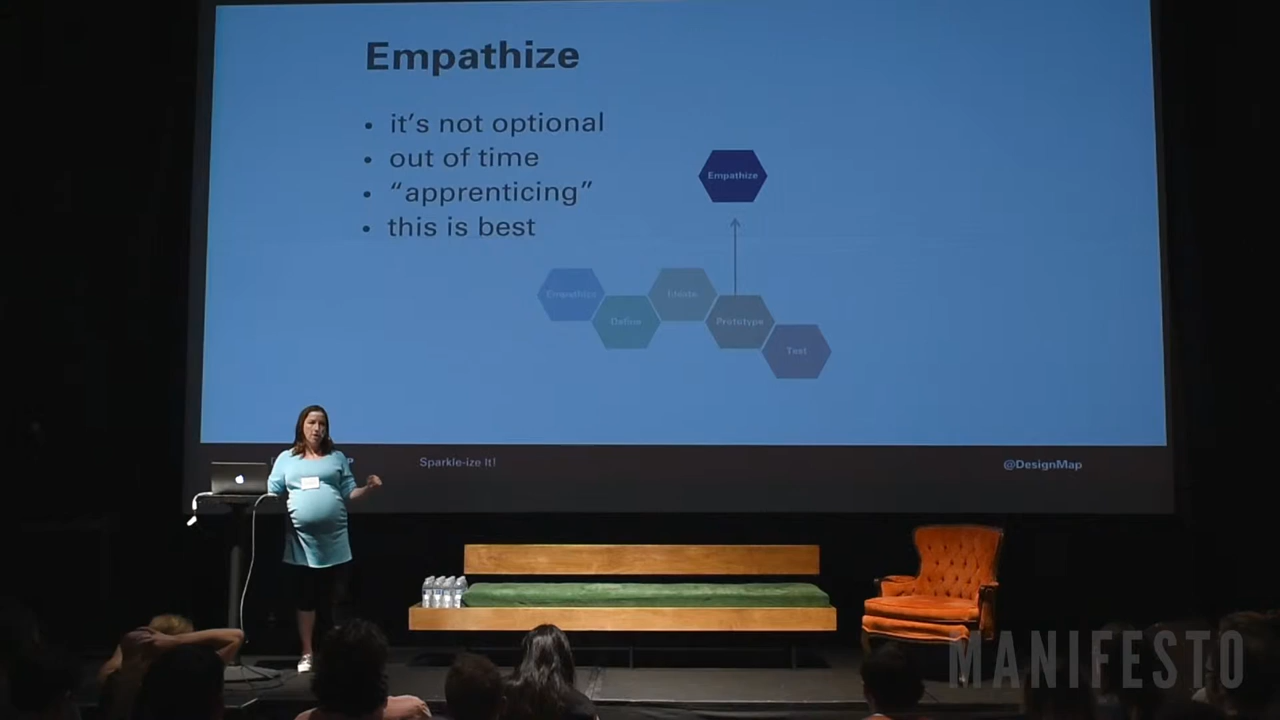 Empathize
• it's not optional
• out of time
• “apprenticing”
• this is best
Empathize
Empathize
Define
Ideate
Prototype
Test
Sparkle-ize It!
@DesignMap
MANIFESTO